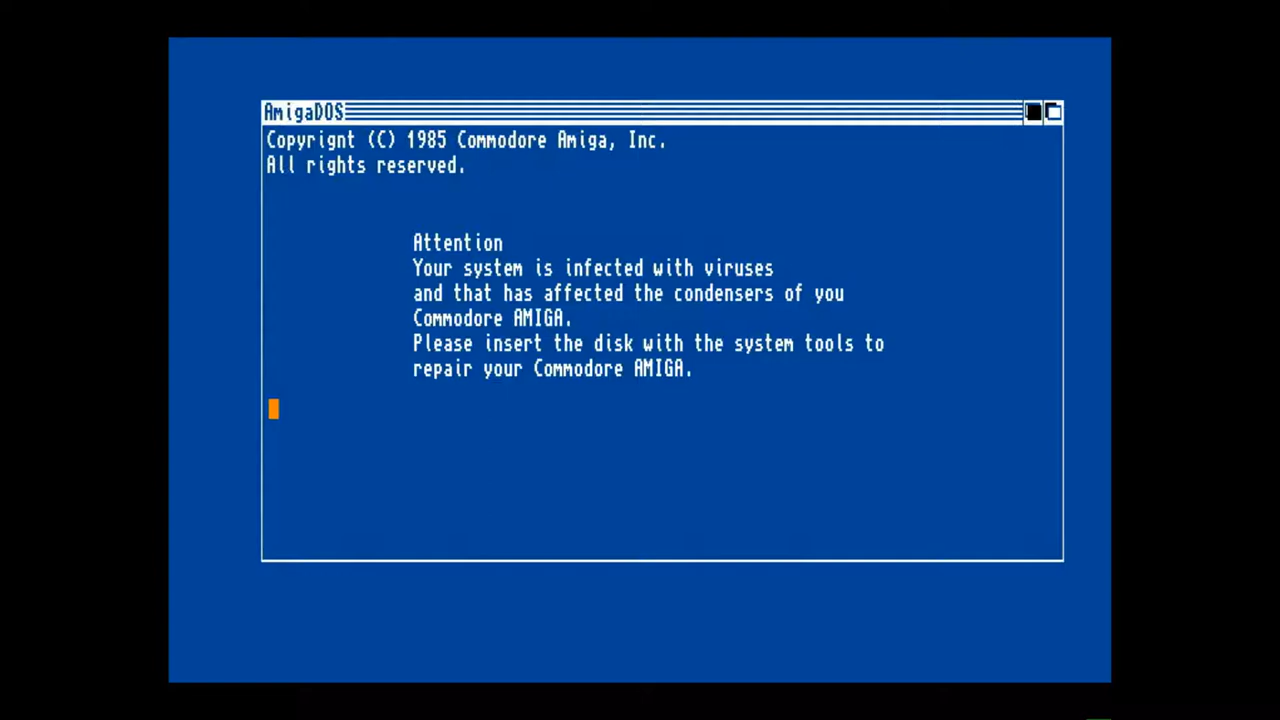 AmigaDOS
Copyrignt (C) 1985 Commodore Amiga, Inc.
All rights reserved.
Attention
Your system is infected with viruses
and that has affected the condensers of you
Commodore AMIGA.
Please insert the disk with the system tools to
repair your Commodore AMIGA.